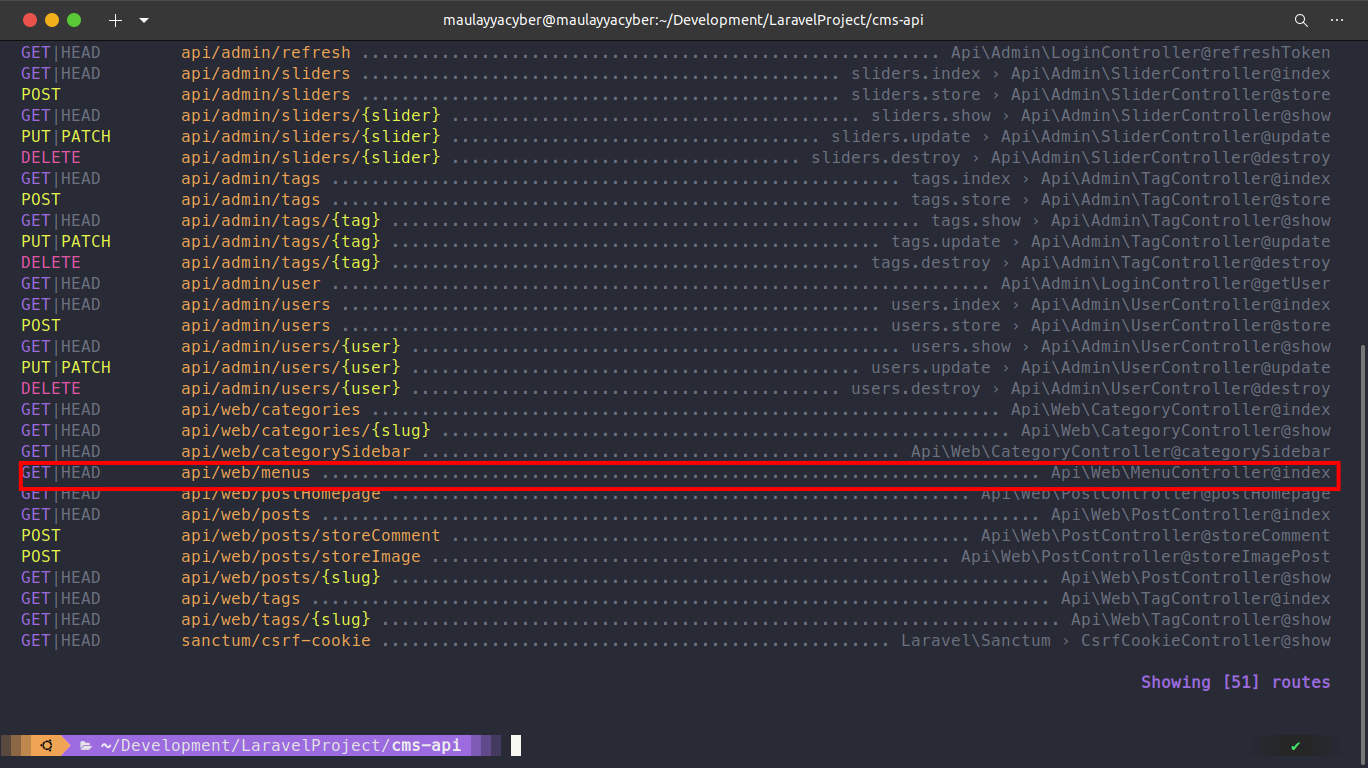 maulayyacyber@maulayyacyber:~/Development/LaravelProject/cms-api
GET|HEAD api/admin/refresh .......................................................... Api\Admin\LoginController@refreshToken
GET|HEAD api/admin/sliders ................................................ sliders.index › Api\Admin\SliderController@index
POST api/admin/sliders ................................................ sliders.store › Api\Admin\SliderController@store
GET|HEAD api/admin/sliders/{slider} ......................................... sliders.show › Api\Admin\SliderController@show
PUT|PATCH api/admin/sliders/{slider} ..................................... sliders.update › Api\Admin\SliderController@update
DELETE api/admin/sliders/{slider} ................................... sliders.destroy › Api\Admin\SliderController@destroy
GET|HEAD api/admin/tags ......................................................... tags.index › Api\Admin\TagController@index
POST api/admin/tags ......................................................... tags.store › Api\Admin\TagController@store
GET|HEAD api/admin/tags/{tag} ..................................................... tags.show › Api\Admin\TagController@show
PUT|PATCH api/admin/tags/{tag} ................................................. tags.update › Api\Admin\TagController@update
DELETE api/admin/tags/{tag} ............................................... tags.destroy › Api\Admin\TagController@destroy
GET|HEAD api/admin/user .................................................................. Api\Admin\LoginController@getUser
GET|HEAD api/admin/users ...................................................... users.index › Api\Admin\UserController@index
POST api/admin/users ...................................................... users.store › Api\Admin\UserController@store
GET|HEAD api/admin/users/{user} ................................................. users.show › Api\Admin\UserController@show
PUT|PATCH api/admin/users/{user} ............................................. users.update › Api\Admin\UserController@update
DELETE api/admin/users/{user} ........................................... users.destroy › Api\Admin\UserController@destroy
GET|HEAD api/web/categories ............................................................... Api\Web\CategoryController@index
GET|HEAD api/web/categories/{slug} ......................................................... Api\Web\CategoryController@show
GET|HEAD api/web/categorySidebar ................................................ Api\Web\CategoryController@categorySidebar
GET|HEAD api/web/menus ........................................................................ Api\Web\MenuController@index
GET|HEAD api/web/postHomepage .......................................................... Api\Web\PostController@postHomepage
GET|HEAD api/web/posts ........................................................................ Api\Web\PostController@index
POST api/web/posts/storeComment .................................................... Api\Web\PostController@storeComment
POST api/web/posts/storeImage .................................................... Api\Web\PostController@storeImagePost
GET|HEAD api/web/posts/{slug} .................................................................. Api\Web\PostController@show
GET|HEAD api/web/tags .......................................................................... Api\Web\TagController@index
GET|HEAD api/web/tags/{slug} .................................................................... Api\Web\TagController@show
GET|HEAD sanctum/csrf-cookie ................................................... Laravel\Sanctum › CsrfCookieController@show
Showing [51] routes
~/Development/LaravelProject/cms-api